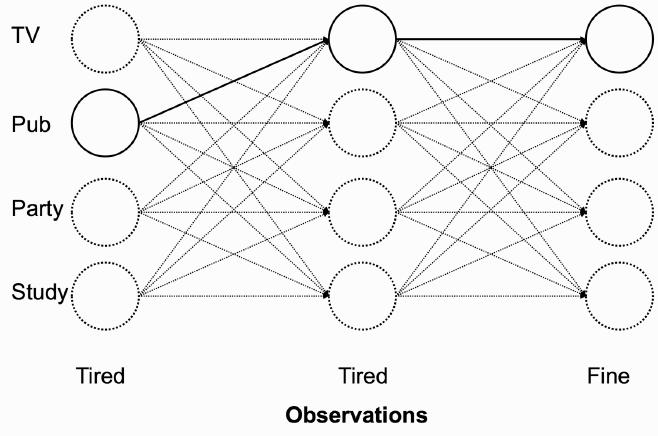 TV
Pub
Party
Study
Tired Tired Fine
Observations